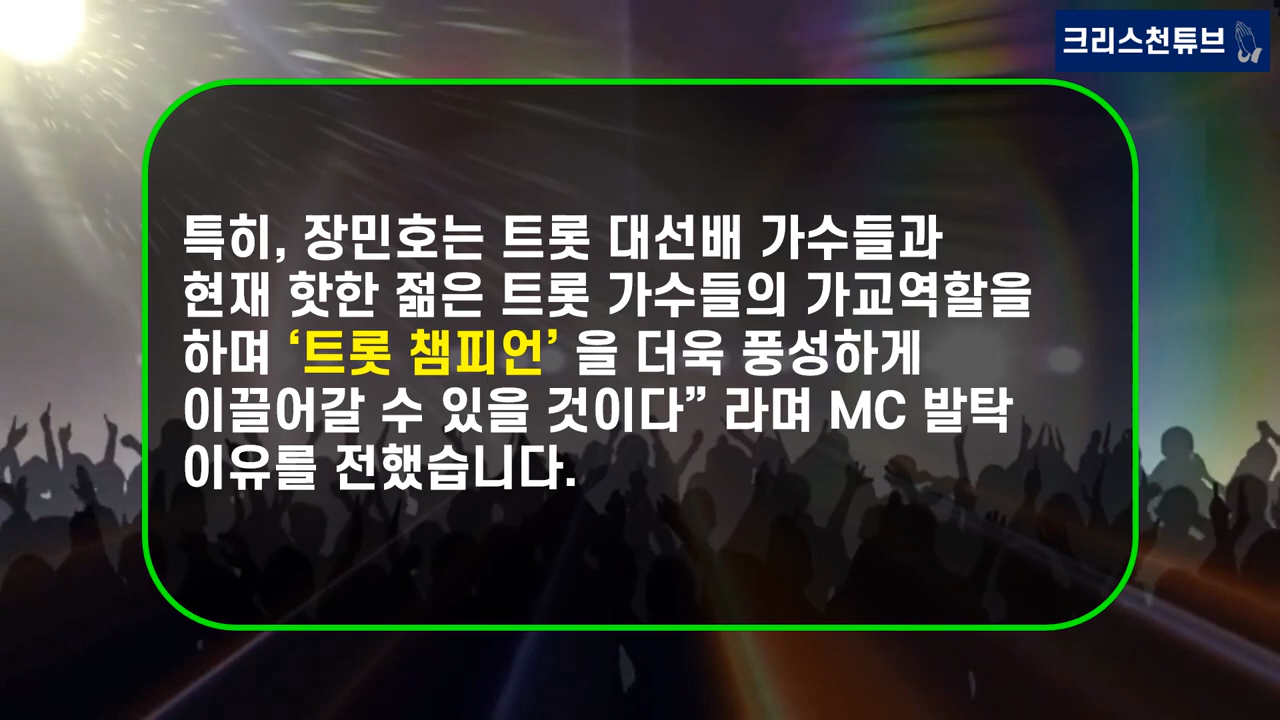 크리스천튜브
특히, 장민호는 트롯 대선배 가수들과
현재 핫한 젊은 트롯 가수들의 가교역할을
하며 ‘트롯 챔피언’ 을 더욱 풍성하게
이끌어갈 수 있을 것이다” 라며 MC 발탁
이유를 전했습니다.